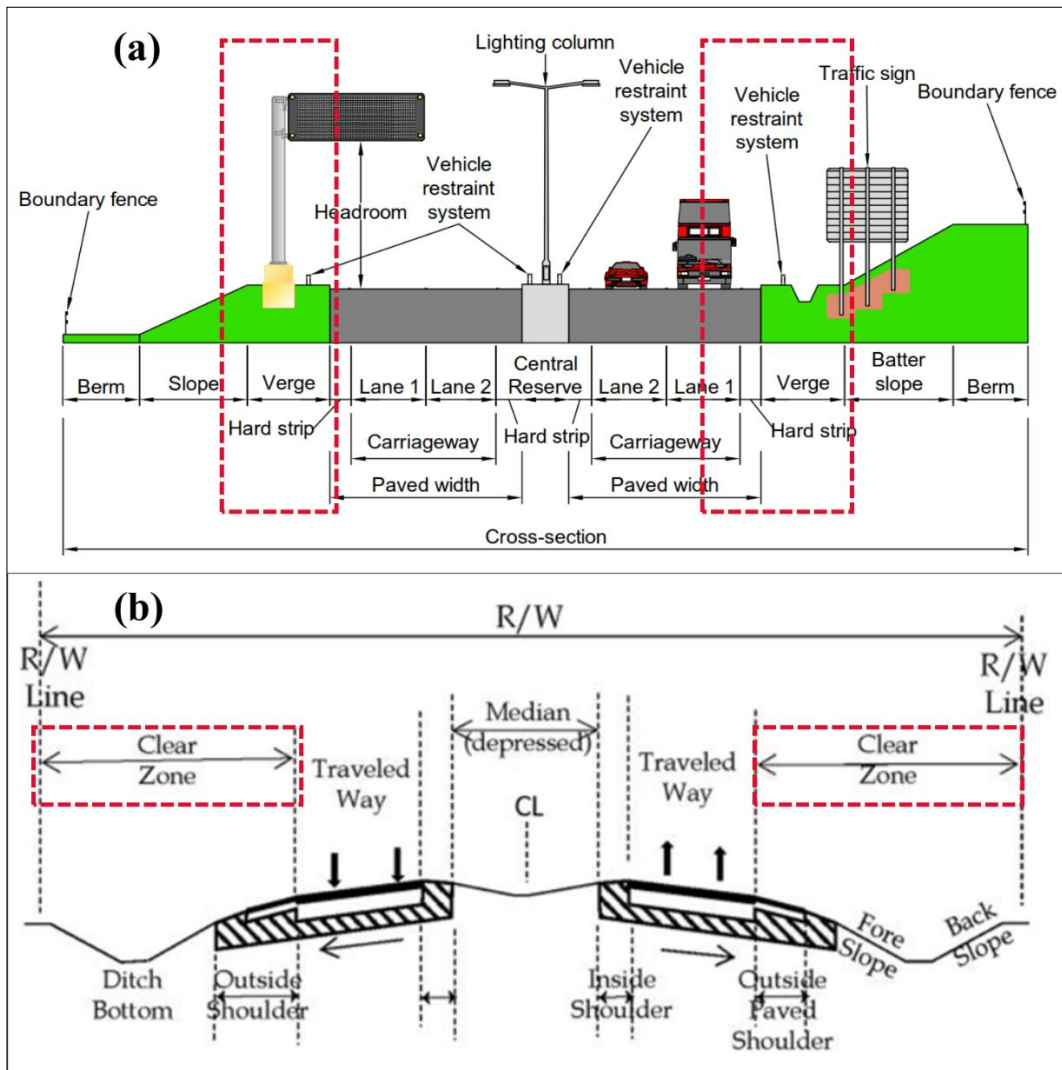 (a)
Lighting column
Vehicle
restraint
system
Traffic sign
Vehicle
restraint
system
Boundary fence
Vehicle
restraint
system
Boundary fence
Headroom
Berm
Slope
Verge
Lane 1
Lane 2
Central
Reserve
Lane 2
Lane 1
Verge
Batter
slope
Berm
Hard strip
Hard strip
Hard strip
Carriageway
Carriageway
Paved width
Paved width
Cross-section
(b)
R/W
R/W
Line
R/W
Line
Median
(depressed)
Clear
Zone
Traveled
Way
Traveled
Way
Clear
Zone
CL
Fore
Slope
Back
Slope
Ditch
Bottom
Outside
Shoulder
Inside
Shoulder
Outside
Paved
Shoulder